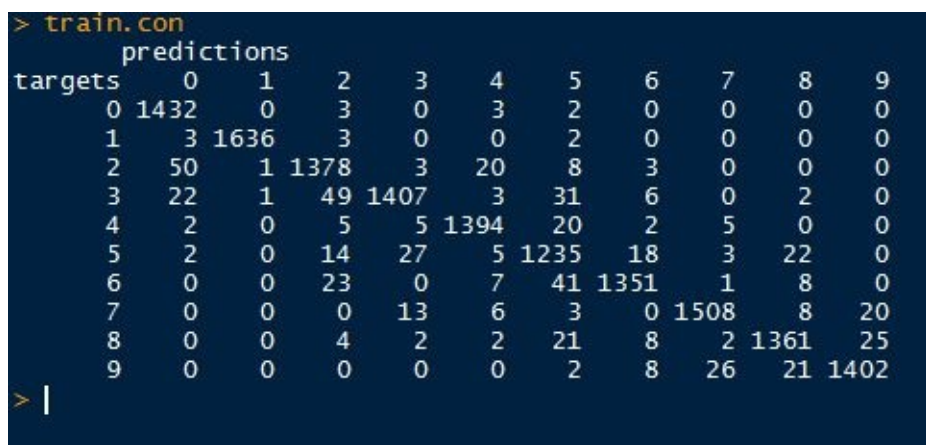 > train.con
predictions
targets 0 1 2 3 4 5 6 7 8 9
0 1432 0 3 0 3 2 0 0 0 0
1 3 1636 3 0 0 2 0 0 0 0
2 50 1 1378 3 20 8 3 0 0 0
3 22 1 49 1407 3 31 6 0 2 0
4 2 0 5 5 1394 20 2 5 0 0
5 2 0 14 27 5 1235 18 3 22 0
6 0 0 23 0 7 41 1351 1 8 0
7 0 0 0 13 6 3 0 1508 8 20
8 0 0 4 2 2 21 8 2 1361 25
9 0 0 0 0 0 2 8 26 21 1402
>